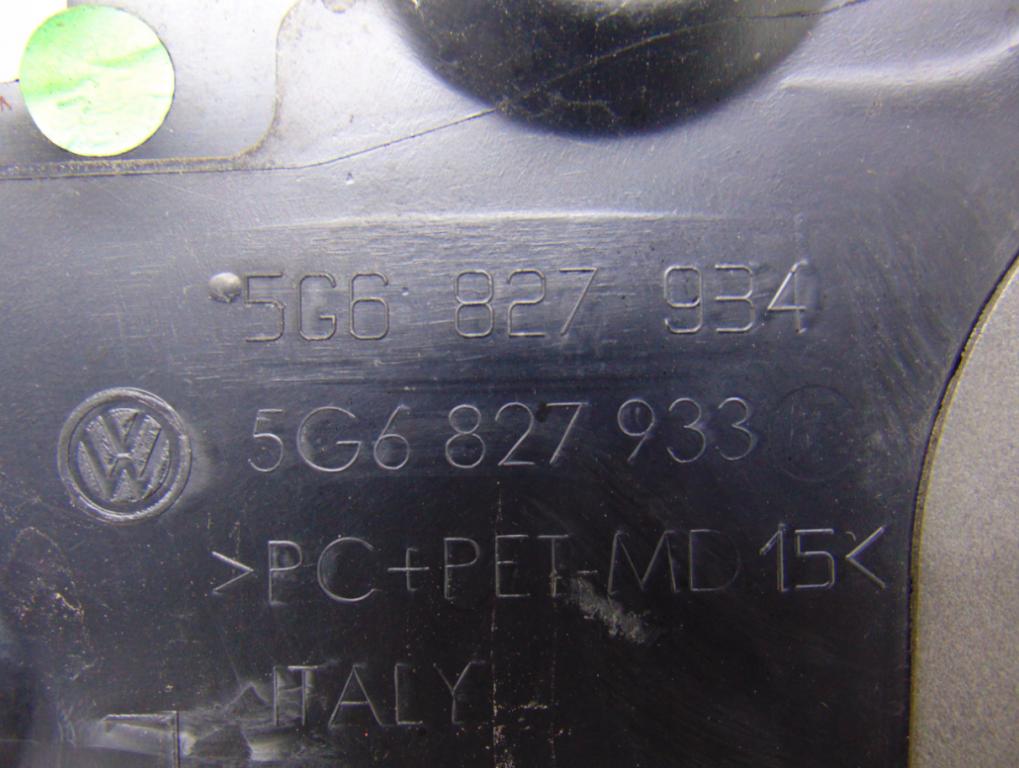 5G6 827 934
5G6 827 933
>PC+PET-MD 15<
ITALY